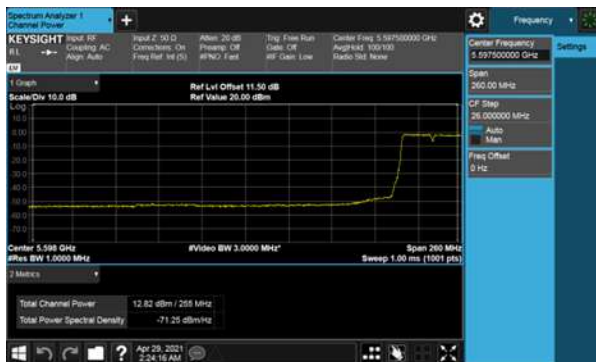 Spectrum Analyzer 1
Channel Power
Frequency
KEYSIGHT
Input: RF
Coupling: AC
Align: Auto
Input Z: 50 Ω
Corrections: On
Freq Ref: Int (S)
Atten: 20 dB
Preamp: Off
#PNO: Fast
Trig: Free Run
Gate: Off
IF Gain: Low
Center Freq: 5.597500000 GHz
Avg|Hold: 100/100
Radio Std: None
Center Frequency
5.597500000 GHz
Settings
Span
260.00 MHz
CF Step
26.000000 MHz
Auto
Man
Freq Offset
0 Hz
1 Graph
Scale/Div 10.0 dB
Ref Lvl Offset 11.50 dB
Ref Value 20.00 dBm
Log
10.0
0.00
-10.0
-20.0
-30.0
-40.0
-50.0
-60.0
-70.0
Center 5.598 GHz
#Res BW 1.0000 MHz
#Video BW 3.0000 MHz*
Span 260 MHz
Sweep 1.00 ms (1001 pts)
2 Metrics
Total Channel Power 12.82 dBm / 255 MHz
Total Power Spectral Density -71.25 dBm/Hz
Apr 29, 2021
2:24:16 AM